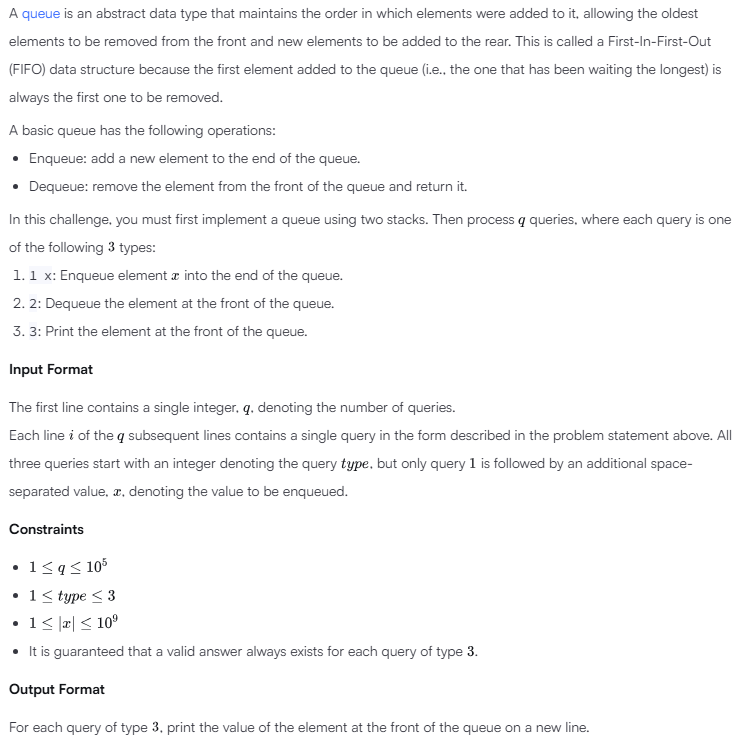 A queue is an abstract data type that maintains the order in which elements were added to it, allowing the oldest
elements to be removed from the front and new elements to be added to the rear. This is called a First-In-First-Out
(FIFO) data structure because the first element added to the queue (i.e., the one that has been waiting the longest) is
always the first one to be removed.
A basic queue has the following operations:
• Enqueue: add a new element to the end of the queue.
• Dequeue: remove the element from the front of the queue and return it.
In this challenge, you must first implement a queue using two stacks. Then process q queries, where each query is one
of the following 3 types:
1. 1 x: Enqueue element x into the end of the queue.
2. 2: Dequeue the element at the front of the queue.
3. 3: Print the element at the front of the queue.
Input Format
The first line contains a single integer, q, denoting the number of queries.
Each line i of the q subsequent lines contains a single query in the form described in the problem statement above. All
three queries start with an integer denoting the query type, but only query 1 is followed by an additional space-
separated value, x, denoting the value to be enqueued.
Constraints
• 1 ≤ q ≤ 10⁵
• 1 ≤ type ≤ 3
• 1 ≤ |x| ≤ 10⁹
• It is guaranteed that a valid answer always exists for each query of type 3.
Output Format
For each query of type 3, print the value of the element at the front of the queue on a new line.